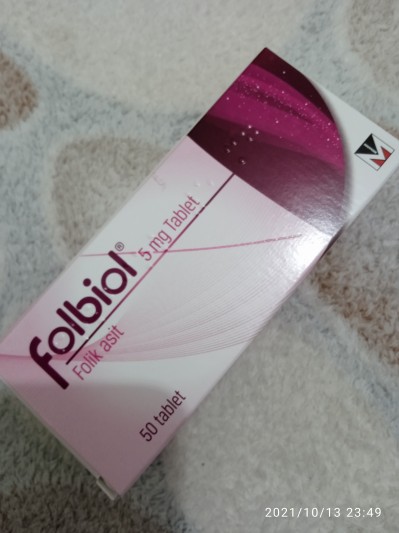 folbiol® 5 mg Tablet
Folik asit
50 tablet
2021/10/13 23:49